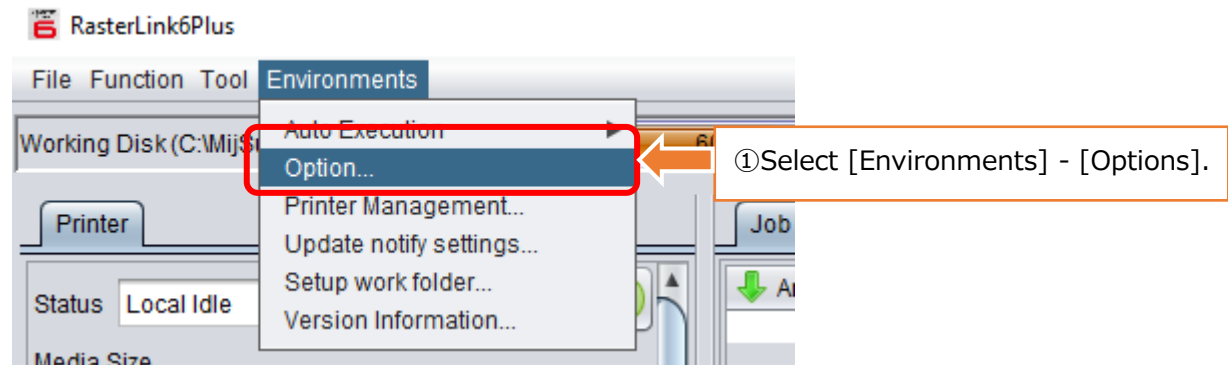 RasterLink6Plus
File Function Tool Environments
Working Disk (C:\MijSu
Auto Execution
Option...
①Select [Environments] - [Options].
Printer Management...
Update notify settings...
Setup work folder...
Version Information...
Printer
Status Local Idle
Media Size
Job